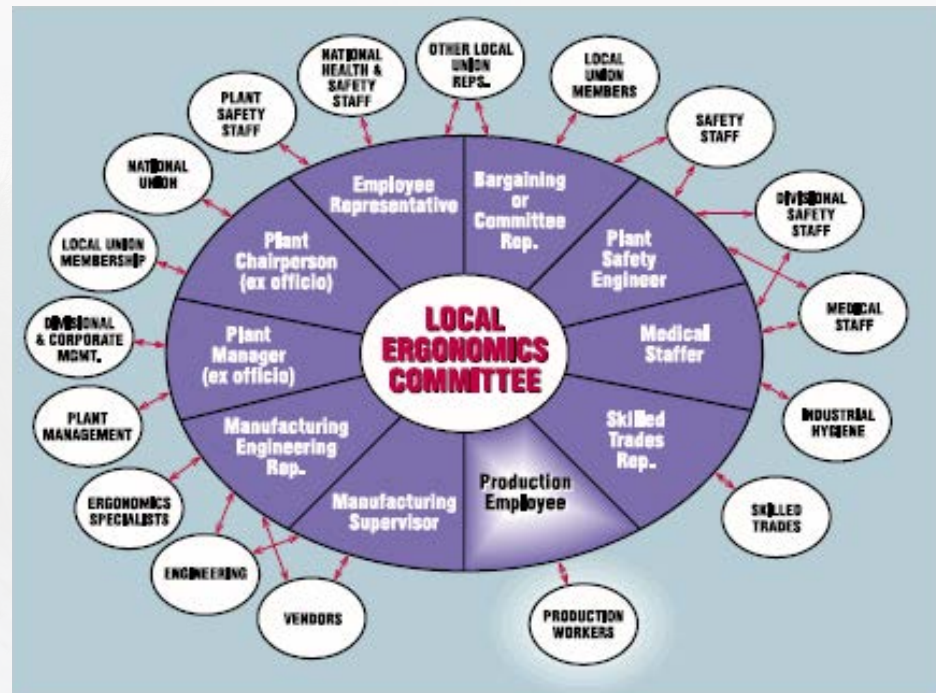 NATIONAL
HEALTH &
SAFETY
STAFF
OTHER LOCAL
UNION
REPS.
LOCAL
UNION
MEMBERS
PLANT
SAFETY
STAFF
SAFETY
STAFF
NATIONAL
UNION
DIVISIONAL
SAFETY
STAFF
LOCAL UNION
MEMBERSHIP
MEDICAL
STAFF
DIVISIONAL
& CORPORATE
MGMT.
INDUSTRIAL
HYGIENE
PLANT
MANAGEMENT
SKILLED
TRADES
ERGONOMICS
SPECIALISTS
ENGINEERING
VENDORS
PRODUCTION
WORKERS
Employee
Representative
Bargaining
or
Committee
Rep.
Plant
Chairperson
(ex officio)
Plant
Safety
Engineer
Plant
Manager
(ex officio)
Medical
Staffer
Manufacturing
Engineering
Rep.
Skilled
Trades
Rep.
Manufacturing
Supervisor
Production
Employee
LOCAL
ERGONOMICS
COMMITTEE